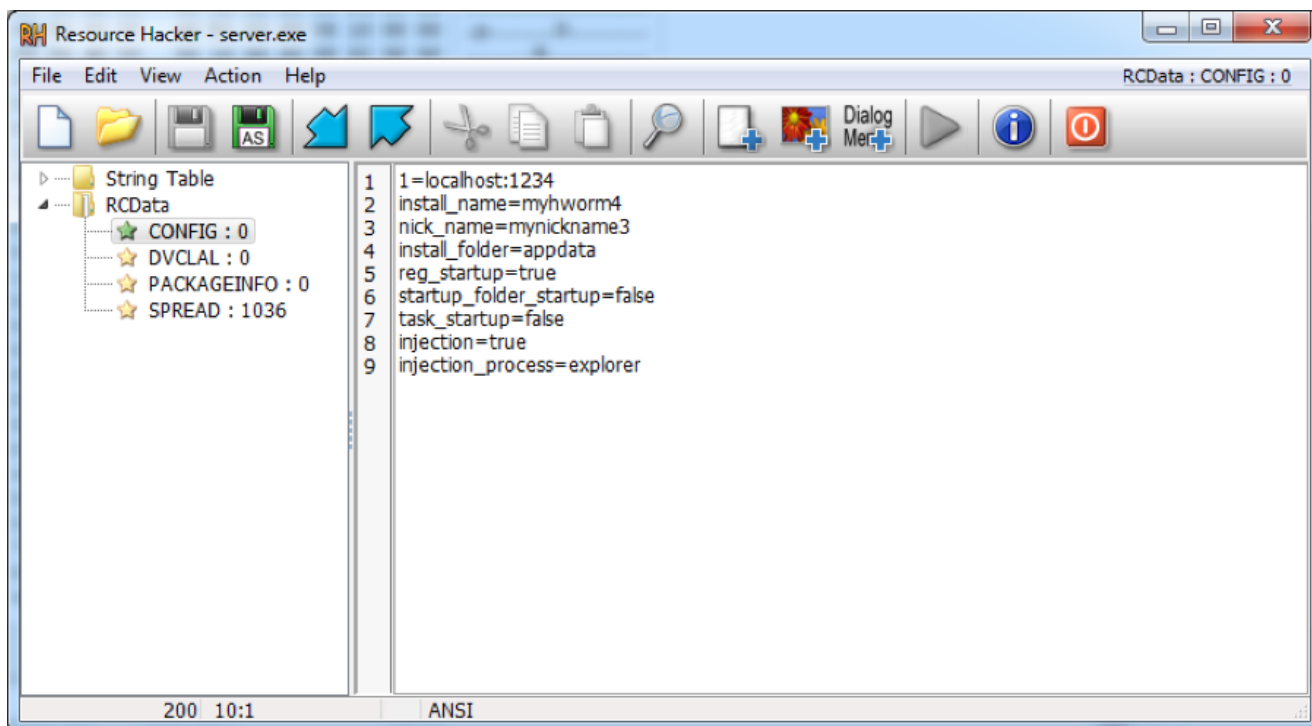 Resource Hacker - server.exe
File Edit View Action Help RCData : CONFIG : 0
AS Dialog
String Table
RCData
CONFIG : 0
DVCLAL : 0
PACKAGEINFO : 0
SPREAD : 1036
1 1=localhost:1234
2 install_name=myhworm4
3 nick_name=mynickname3
4 install_folder=appdata
5 reg_startup=true
6 startup_folder_startup=false
7 task_startup=false
8 injection=true
9 injection_process=explorer
200 10:1 ANSI